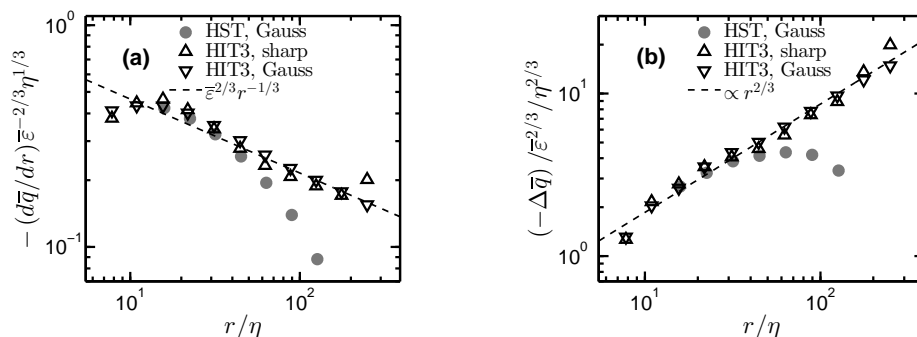 (a)
HST, Gauss
HIT3, sharp
HIT3, Gauss
ε̅^{2/3}r^{−1/3}
10^0
10^{−1}
10^1
10^2
r/η
−(dq̅/dr)ε̅^{−2/3}η^{1/3}
(b)
HST, Gauss
HIT3, sharp
HIT3, Gauss
∝ r^{2/3}
10^1
10^0
10^1
10^2
r/η
(−Δq̅)/ε̅^{2/3}/η^{2/3}